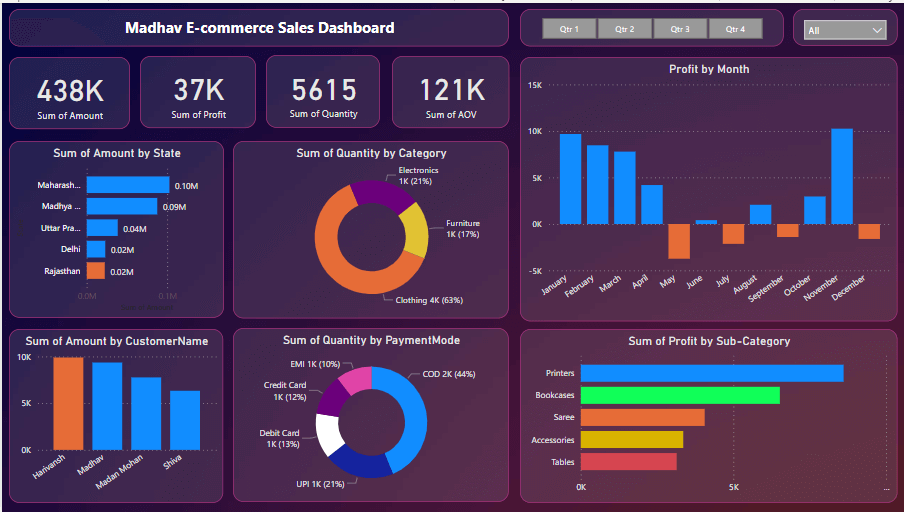 Madhav E-commerce Sales Dashboard
Qtr 1
Qtr 2
Qtr 3
Qtr 4
All
438K
Sum of Amount
37K
Sum of Profit
5615
Sum of Quantity
121K
Sum of AOV
Sum of Amount by State
Maharash...
0.10M
Madhya ...
0.09M
Uttar Pra...
0.04M
Delhi
0.02M
Rajasthan
0.02M
0.0M
0.1M
Sum of Quantity by Category
Electronics
1K (21%)
Furniture
1K (17%)
Clothing 4K (63%)
Profit by Month
15K
10K
5K
0K
-5K
January
February
March
April
May
June
July
August
September
October
November
December
Sum of Amount by CustomerName
10K
5K
0K
Harivansh
Madhav
Madan Mohan
Shiva
Sum of Quantity by PaymentMode
EMI 1K (10%)
COD 2K (44%)
Credit Card
1K (12%)
Debit Card
1K (13%)
UPI 1K (21%)
Sum of Profit by Sub-Category
Printers
Bookcases
Saree
Accessories
Tables
0K
5K
...